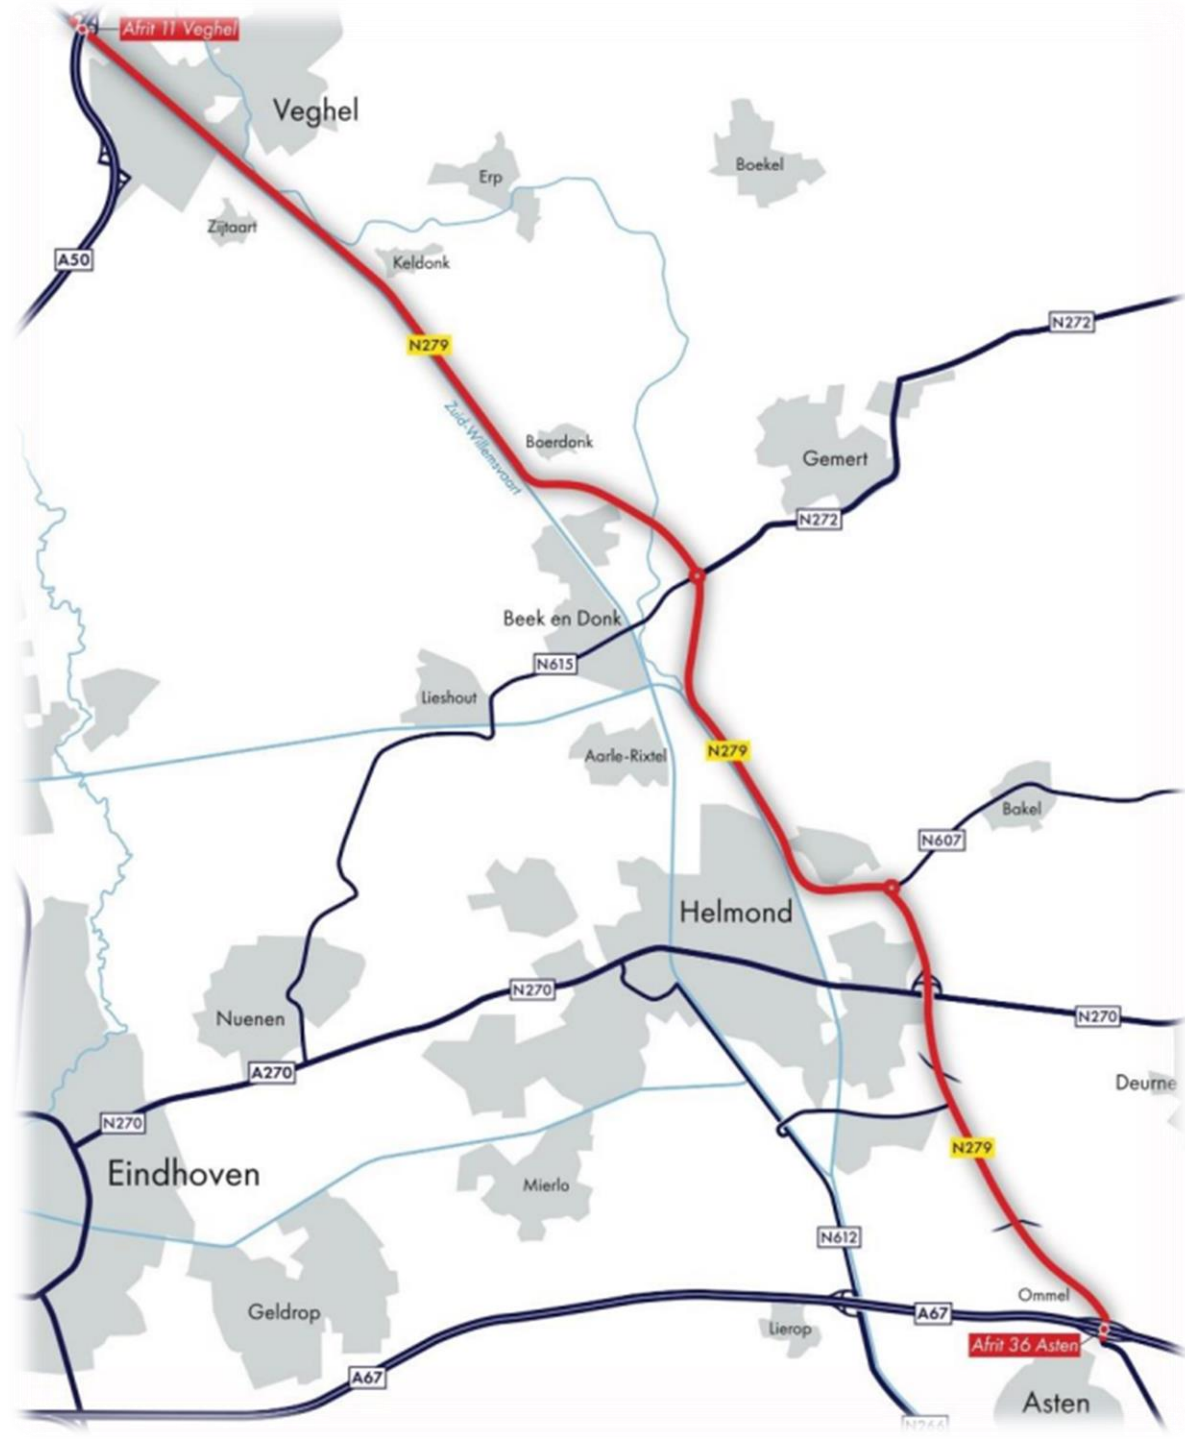 Afrit 11 Veghel
Veghel
Boekel
Erp
Zijtaart
A50
Keldonk
N272
N279
Zuid-Willemsvaart
Boerdonk
Gemert
N272
Beek en Donk
N615
Lieshout
Aarle-Rixtel
N279
Bakel
N607
Helmond
N270
Nuenen
N270
A270
Deurne
N270
N279
Eindhoven
Mierlo
N612
Ommel
Geldrop
A67
Lierop
Afrit 36 Asten
A67
Asten
N266